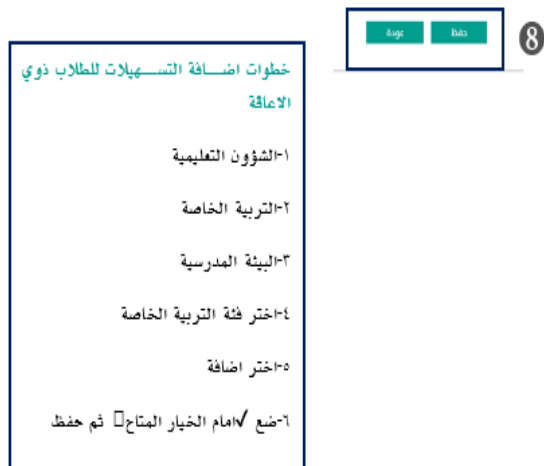 حفظ
عودة
8
خطوات اضـــافة التســـهيلات للطلاب ذوي
الاعاقة
١-الشؤون التعليمية
٢-التربية الخاصة
٣-البيئة المدرسية
٤-اختر فئة التربية الخاصة
٥-اختر اضافة
٦-ضع ✓امام الخيار المتاح□ ثم حفظ